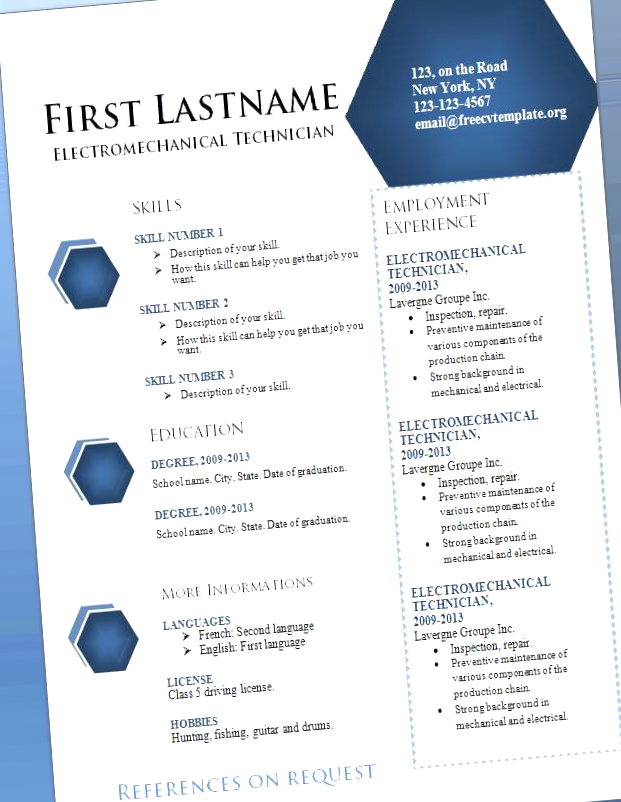 FIRST LASTNAME
ELECTROMECHANICAL TECHNICIAN
123, on the Road
New York, NY
123-123-4567
email@freecvtemplate.org
SKILLS
SKILL NUMBER 1
➢ Description of your skill.
➢ How this skill can help you get that job you
want.
SKILL NUMBER 2
➢ Description of your skill.
➢ How this skill can help you get that job you
want.
SKILL NUMBER 3
➢ Description of your skill.
EDUCATION
DEGREE, 2009-2013
School name. City. State. Date of graduation.
DEGREE, 2009-2013
School name. City. State. Date of graduation.
MORE INFORMATIONS
LANGUAGES
➢ French: Second language
➢ English: First language
LICENSE
Class 5 driving license.
HOBBIES
Hunting, fishing, guitar and drums.
EMPLOYMENT
EXPERIENCE
ELECTROMECHANICAL
TECHNICIAN,
2009-2013
Lavergne Groupe Inc.
• Inspection, repair.
• Preventive maintenance of
various components of the
production chain.
• Strong background in
mechanical and electrical.
ELECTROMECHANICAL
TECHNICIAN,
2009-2013
Lavergne Groupe Inc.
• Inspection, repair.
• Preventive maintenance of
various components of the
production chain.
• Strong background in
mechanical and electrical.
ELECTROMECHANICAL
TECHNICIAN,
2009-2013
Lavergne Groupe Inc.
• Inspection, repair.
• Preventive maintenance of
various components of the
production chain.
• Strong background in
mechanical and electrical.
REFERENCES ON REQUEST